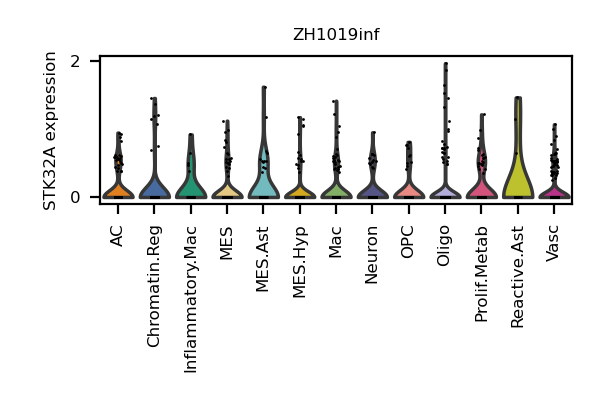 ZH1019inf
STK32A expression
2
0
AC
Chromatin.Reg
Inflammatory.Mac
MES
MES.Ast
MES.Hyp
Mac
Neuron
OPC
Oligo
Prolif.Metab
Reactive.Ast
Vasc